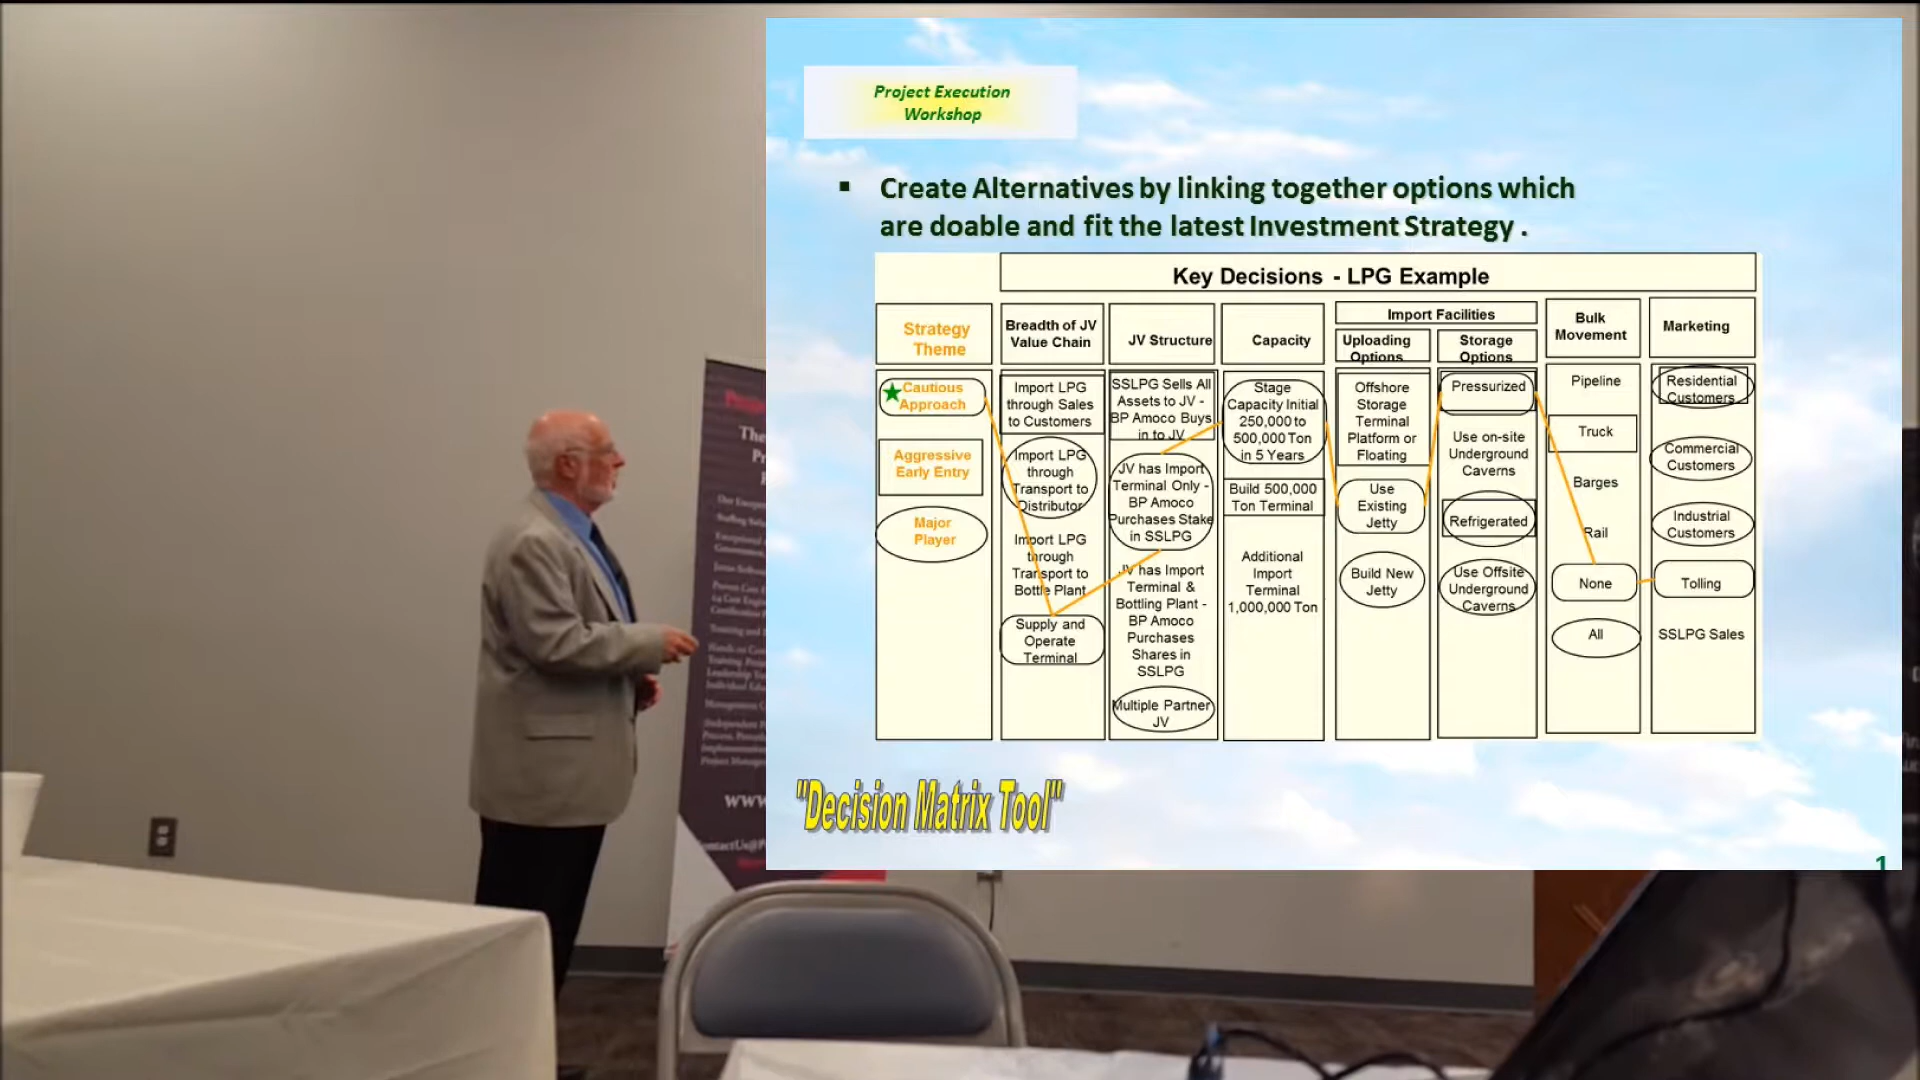 Project Execution
Workshop
▪ Create Alternatives by linking together options which
are doable and fit the latest Investment Strategy .
Key Decisions - LPG Example
Strategy
Theme
Cautious
Approach
Aggressive
Early Entry
Major
Player
Breadth of JV
Value Chain
Import LPG
through Sales
to Customers
Import LPG
through
Transport to
Distributor
Import LPG
through
Transport to
Bottle Plant
Supply and
Operate
Terminal
JV Structure
SSLPG Sells All
Assets to JV -
BP Amoco Buys
in to JV
JV has Import
Terminal Only -
BP Amoco
Purchases Stake
in SSLPG
JV has Import
Terminal &
Bottling Plant -
BP Amoco
Purchases
Shares in
SSLPG
Multiple Partner
JV
Capacity
Stage
Capacity Initial
250,000 to
500,000 Ton
in 5 Years
Build 500,000
Ton Terminal
Additional
Import
Terminal
1,000,000 Ton
Import Facilities
Uploading
Options
Offshore
Storage
Terminal
Platform or
Floating
Use
Existing
Jetty
Build New
Jetty
Storage
Options
Pressurized
Use on-site
Underground
Caverns
Refrigerated
Use Offsite
Underground
Caverns
Bulk
Movement
Pipeline
Truck
Barges
Rail
None
All
Marketing
Residential
Customers
Commercial
Customers
Industrial
Customers
Tolling
SSLPG Sales
"Decision Matrix Tool"
1
The
WWW